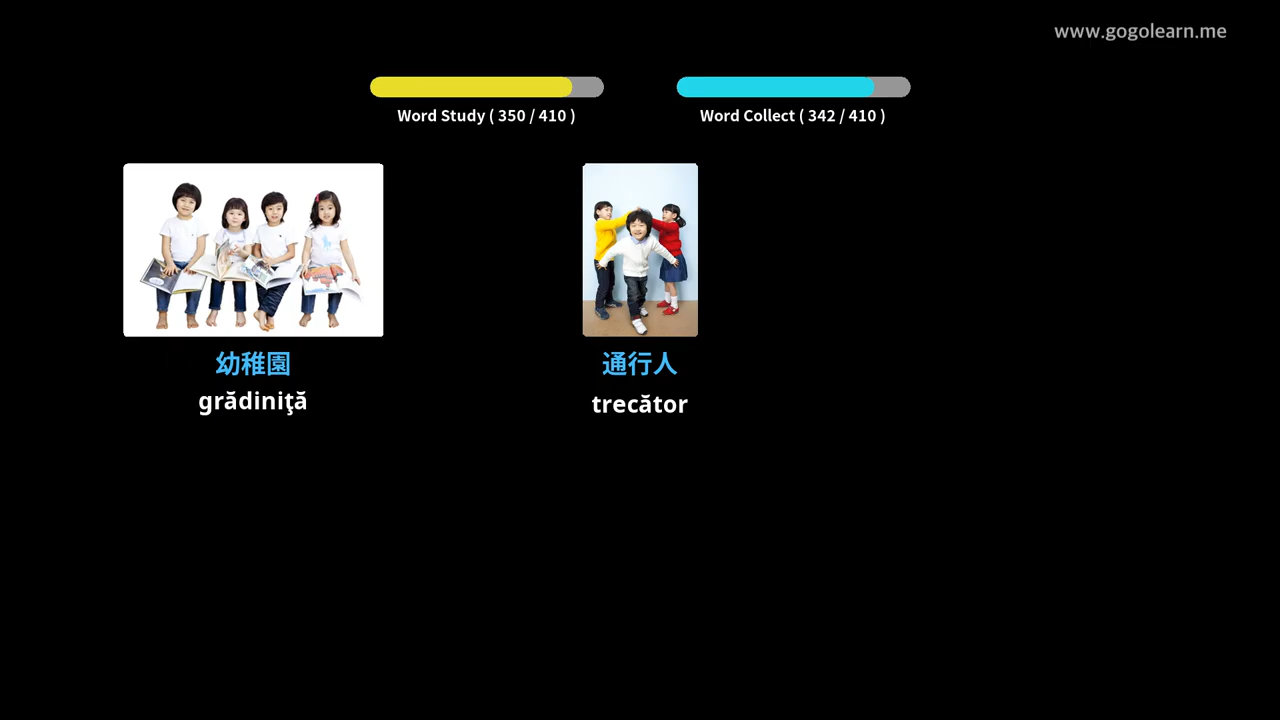 www.gogolearn.me
Word Study ( 350 / 410 )
Word Collect ( 342 / 410 )
幼稚園
grădiniţă
通行人
trecător